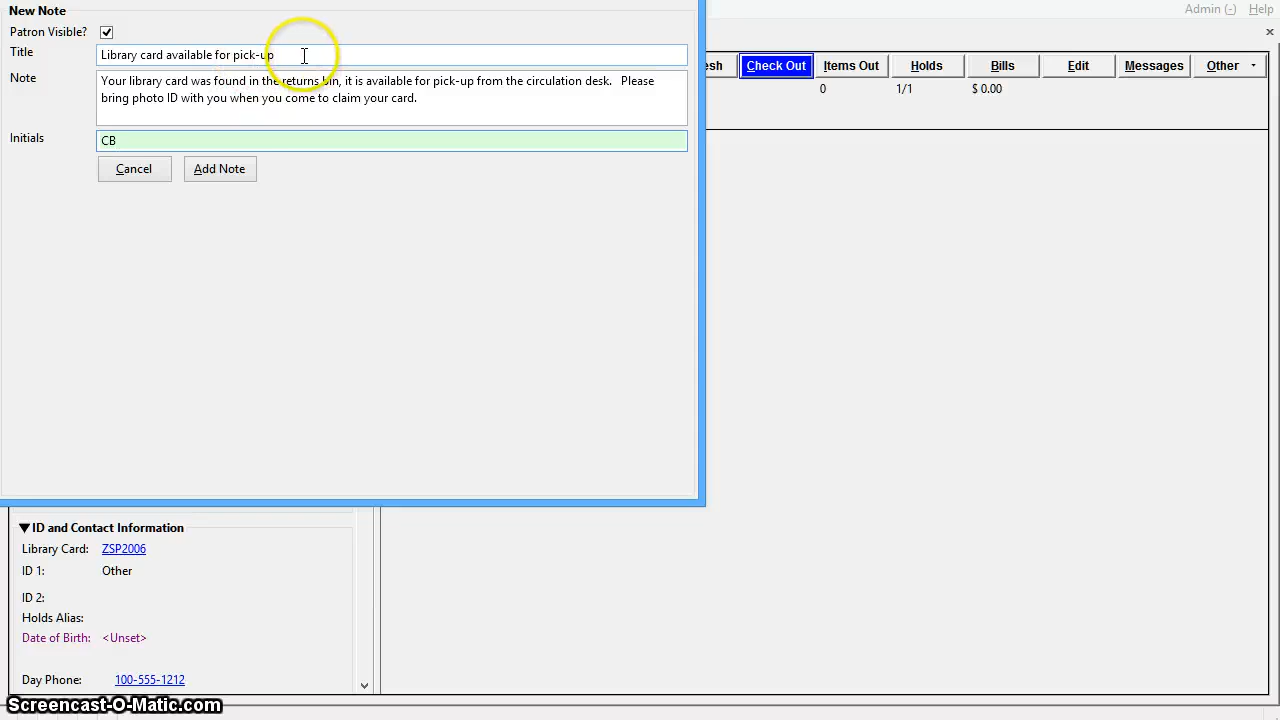 New Note
Admin (-) Help
Patron Visible?
Title Library card available for pick-up
Note Your library card was found in the returns bin, it is available for pick-up from the circulation desk. Please
bring photo ID with you when you come to claim your card.
esh Check Out Items Out Holds Bills Edit Messages Other
0 1/1 $ 0.00
Initials CB
Cancel Add Note
ID and Contact Information
Library Card: ZSP2006
ID 1: Other
ID 2:
Holds Alias:
Date of Birth: <Unset>
Day Phone: 100-555-1212
Screencast-O-Matic.com